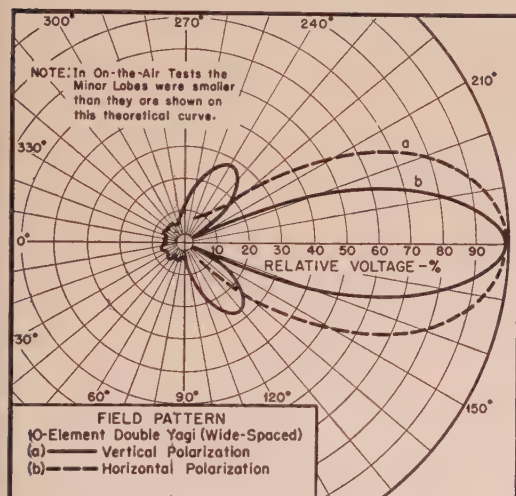 300°
270°
240°
NOTE: In On-the-Air Tests the
Minor Lobes were smaller
than they are shown on
this theoretical curve.
210°
330°
a
b
0°
10 20 30 40 50 60 70 80 90
RELATIVE VOLTAGE-%
30°
150°
60°
90°
120°
FIELD PATTERN
10-Element Double Yagi (Wide-Spaced)
(a) Vertical Polarization
(b) Horizontal Polarization